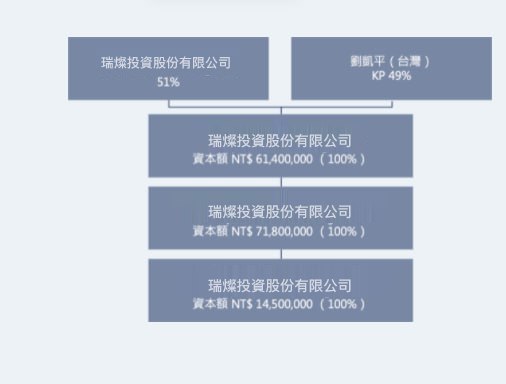 瑞燦投資股份有限公司
51%
劉凱平（台灣）
KP 49%
瑞燦投資股份有限公司
資本額 NT$ 61,400,000 （100%）
瑞燦投資股份有限公司
資本額 NT$ 71,800,000 （100%）
瑞燦投資股份有限公司
資本額 NT$ 14,500,000 （100%）